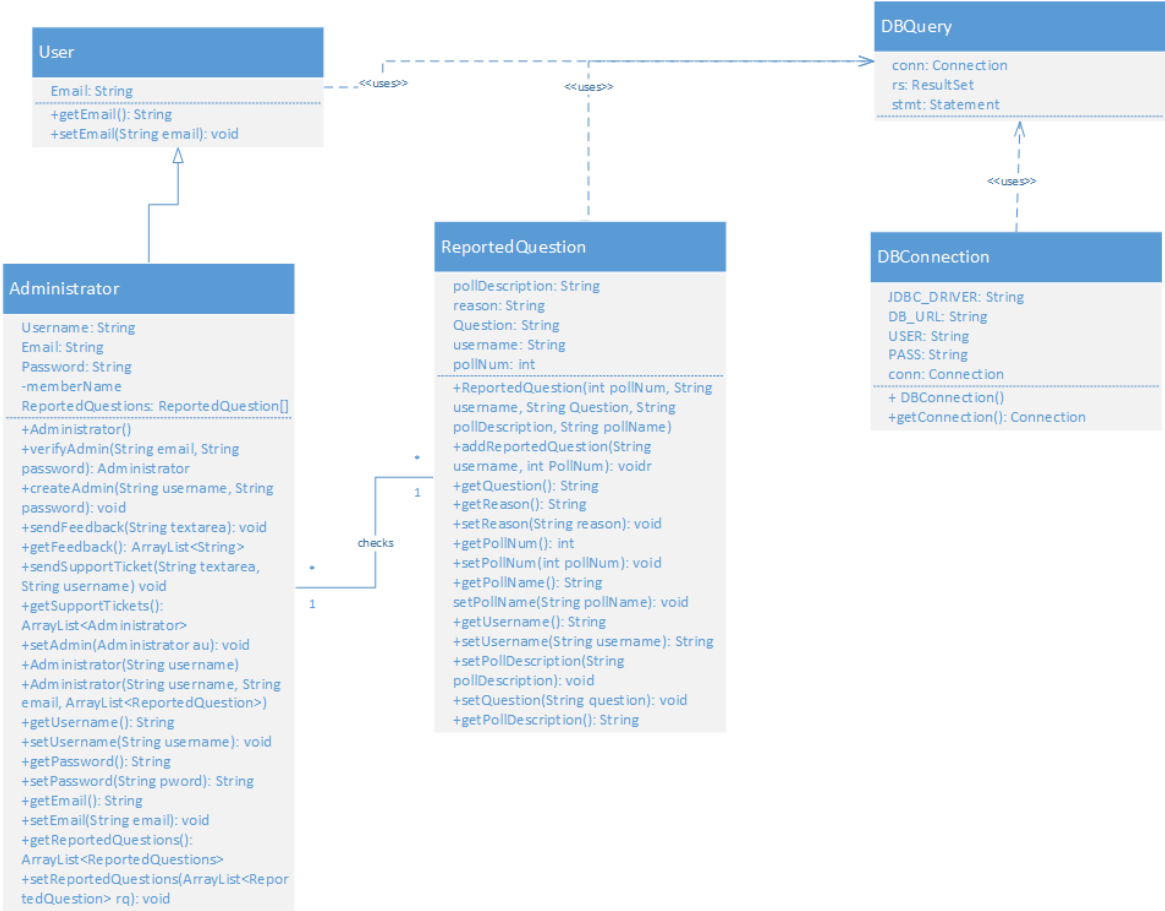 User
Email: String
+getEmail(): String
+setEmail(String email): void
<<uses>>
<<uses>>
DBQuery
conn: Connection
rs: ResultSet
stmt: Statement
<<uses>>
Administrator
Username: String
Email: String
Password: String
-memberName
ReportedQuestions: ReportedQuestion[]
+Administrator()
+verifyAdmin(String email, String
password): Administrator
+createAdmin(String username, String
password): void
+sendFeedback(String textarea): void
+getFeedback(): ArrayList<String>
+sendSupportTicket(String textarea,
String username) void
+getSupportTickets():
ArrayList<Administrator>
+setAdmin(Administrator au): void
+Administrator(String username)
+Administrator(String username, String
email, ArrayList<ReportedQuestion>)
+getUsername(): String
+setUsername(String username): void
+getPassword(): String
+setPassword(String pword): String
+getEmail(): String
+setEmail(String email): void
+getReportedQuestions():
ArrayList<ReportedQuestions>
+setReportedQuestions(ArrayList<Repor
tedQuestion> rq): void
*
1
checks
*
1
ReportedQuestion
pollDescription: String
reason: String
Question: String
username: String
pollNum: int
+ReportedQuestion(int pollNum, String
username, String Question, String
pollDescription, String pollName)
+addReportedQuestion(String
username, int PollNum): voidr
+getQuestion(): String
+getReason(): String
+setReason(String reason): void
+getPollNum(): int
+setPollNum(int pollNum): void
+getPollName(): String
setPollName(String pollName): void
+getUsername(): String
+setUsername(String username): String
+setPollDescription(String
pollDescription): void
+setQuestion(String question): void
+getPollDescription(): String
DBConnection
JDBC_DRIVER: String
DB_URL: String
USER: String
PASS: String
conn: Connection
+ DBConnection()
+getConnection(): Connection